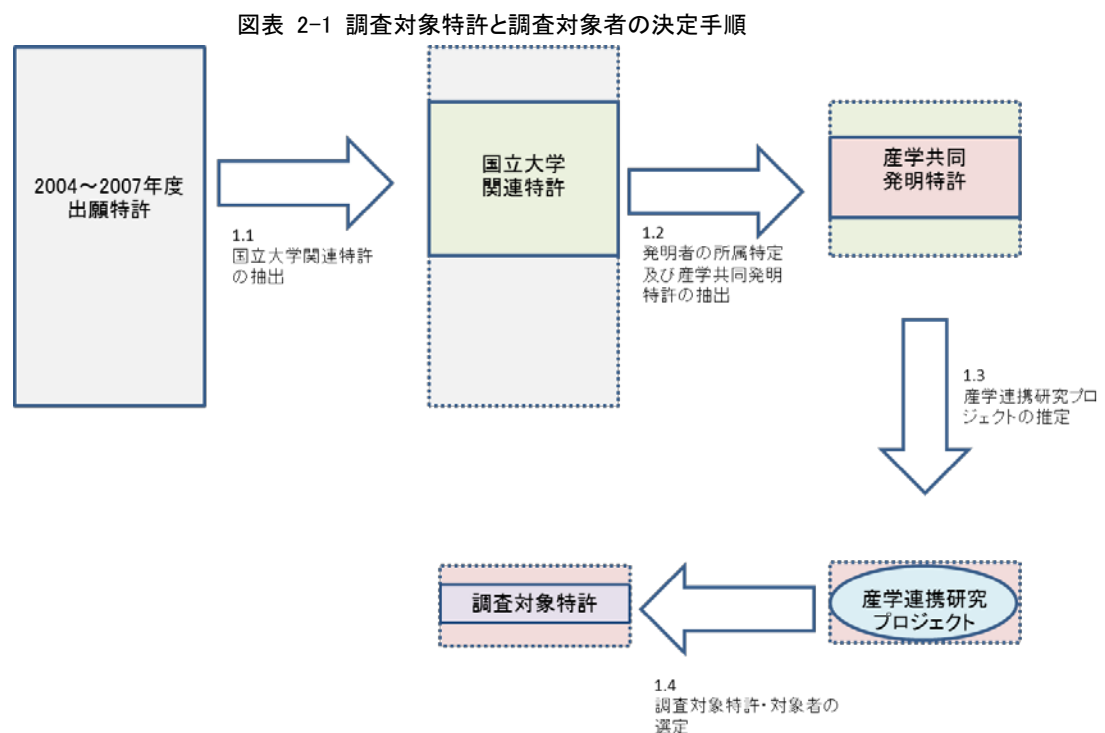 図表 2-1 調査対象特許と調査対象者の決定手順
2004～2007年度
出願特許
1.1
国立大学関連特許
の抽出
国立大学
関連特許
1.2
発明者の所属特定
及び産学共同発明
特許の抽出
産学共同
発明特許
1.3
産学連携研究プロ
ジェクトの推定
産学連携研究
プロジェクト
1.4
調査対象特許・対象者の
選定
調査対象特許